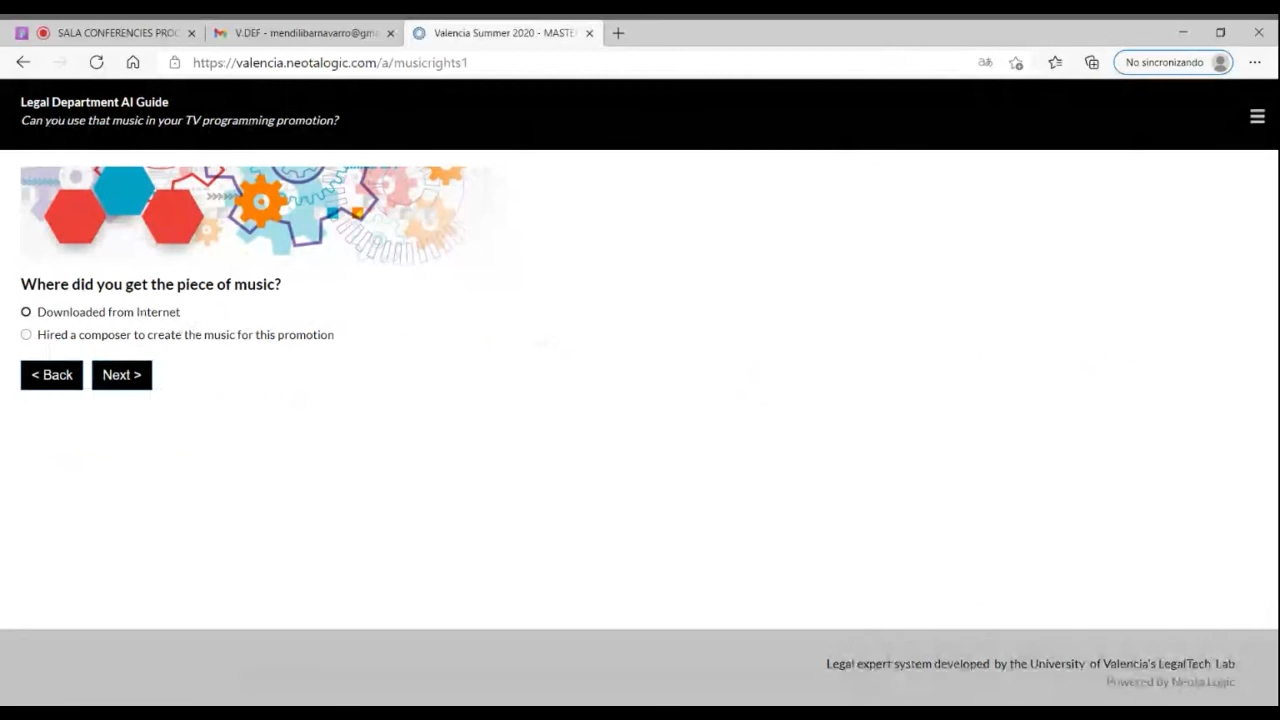 SALA CONFERENCIES PROC
V.DEF - mendilibarnavarro@gma
Valencia Summer 2020 - MASTE
https://valencia.neotalogic.com/a/musicrights1
No sincronizando
Legal Department AI Guide
Can you use that music in your TV programming promotion?
Where did you get the piece of music?
Downloaded from Internet
Hired a composer to create the music for this promotion
< Back
Next >
Legal expert system developed by the University of Valencia's LegalTech Lab
Powered by Neota Logic